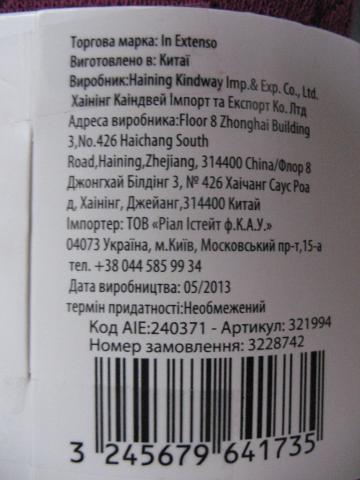 Торгова марка: In Extenso
Виготовлено в: Китаї
Виробник:Haining Kindway Imp.& Exp. Co., Ltd.
Хаінінг Каіндвей Імпорт та Експорт Ко. Лтд
Адреса виробника:Floor 8 Zhonghai Building
3,No.426 Haichang South
Road,Haining,Zhejiang, 314400 China/Флор 8
Джонгхай Білдінг 3, № 426 Хаічанг Саус Роа
д, Хаінінг, Джейанг,314400 Китай
Імпортер: ТОВ «Ріал Істейт ф.К.А.У.»
04073 Україна, м.Київ, Московський пр-т,15-а
тел. +38 044 585 99 34
Дата виробництва: 05/2013
термін придатності:Необмежений
Код AIE:240371 - Артикул: 321994
Номер замовлення: 3228742
3 245679 641735